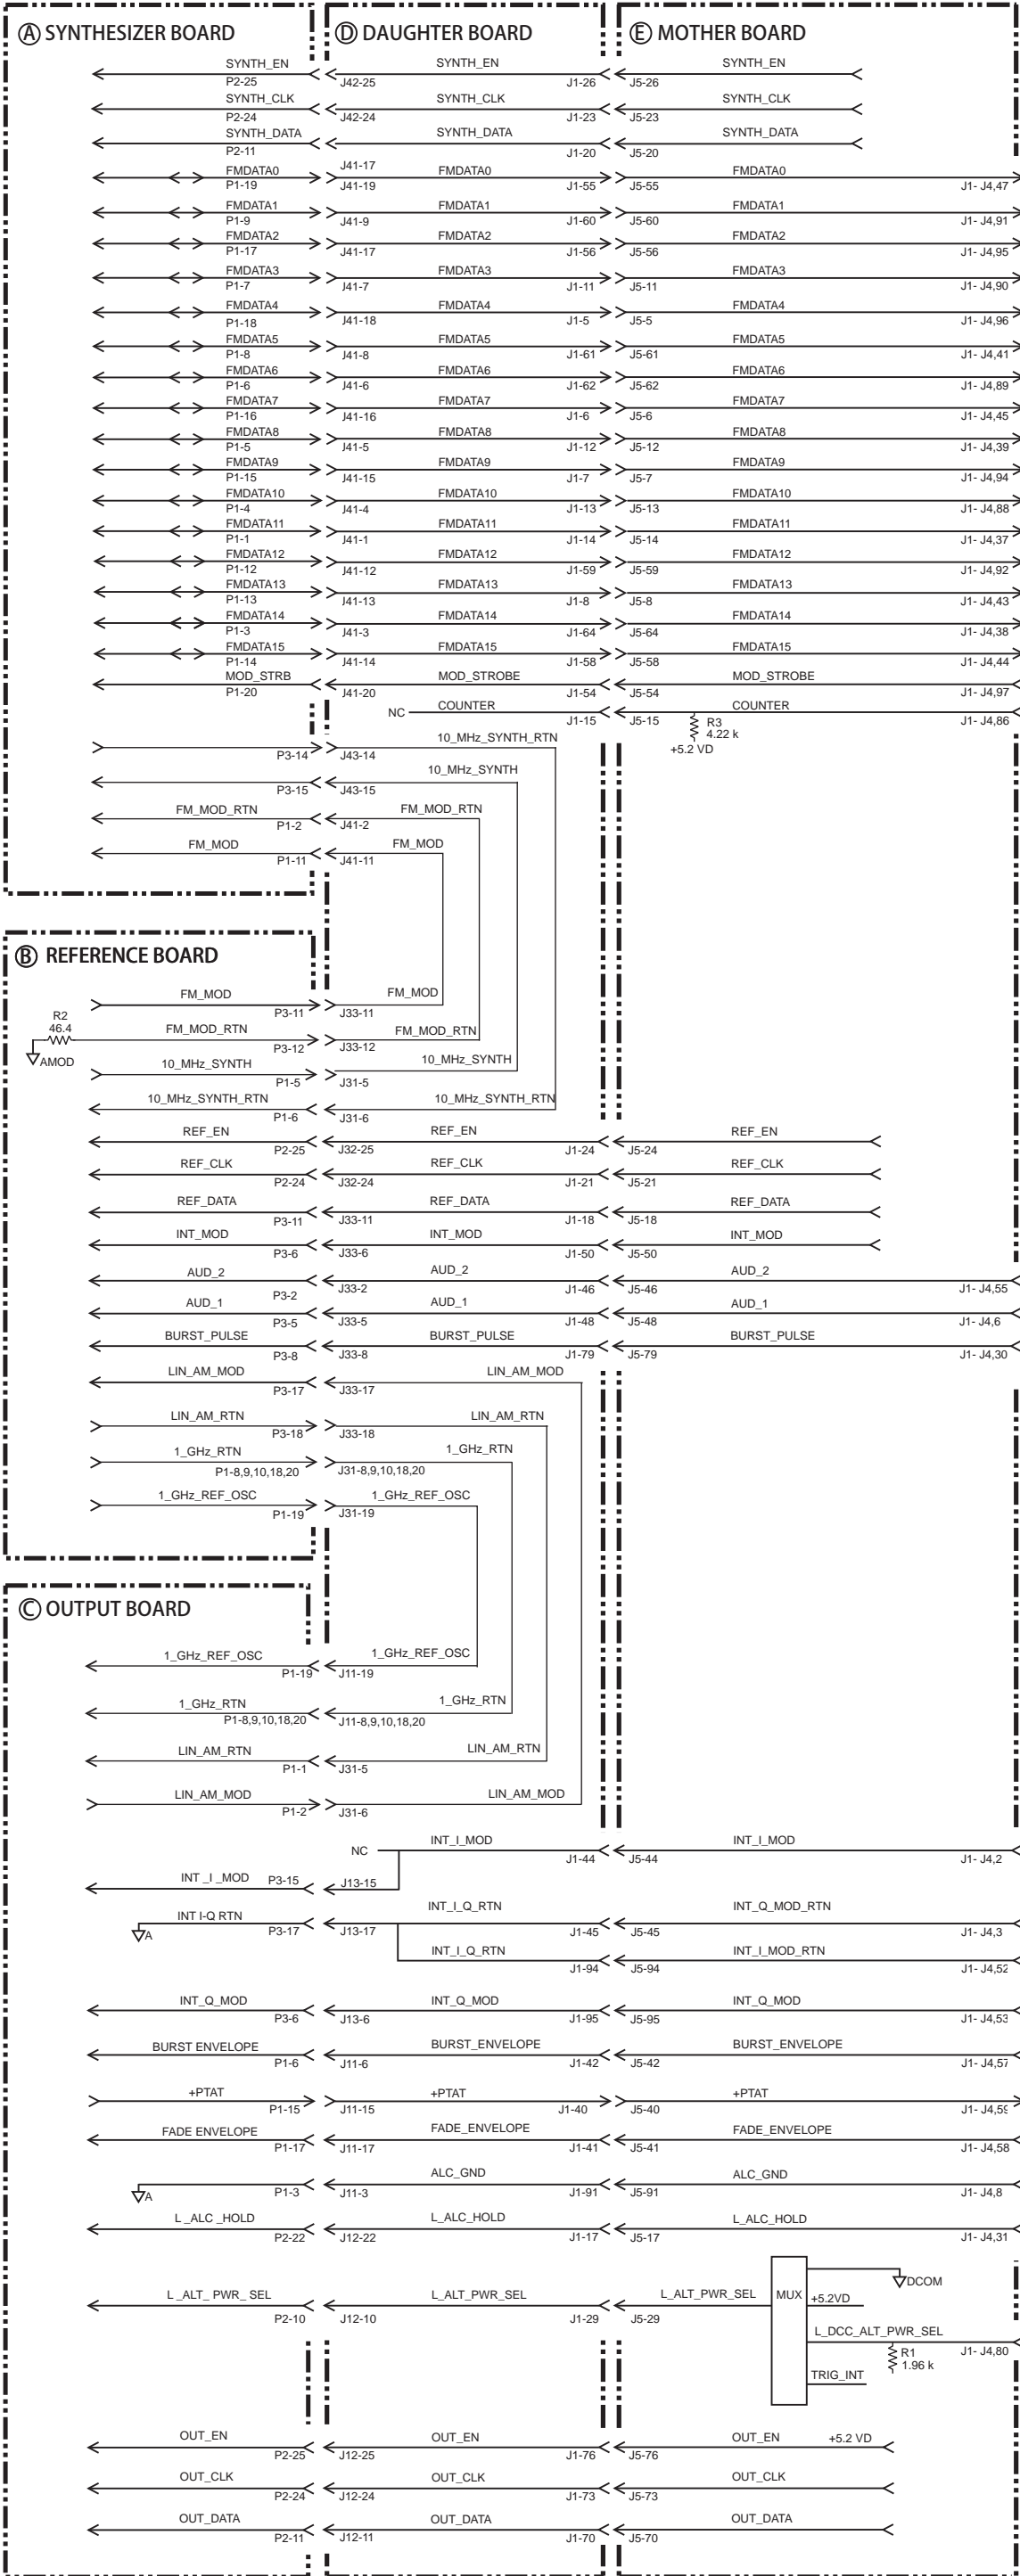 Ⓐ SYNTHESIZER BOARD Ⓓ DAUGHTER BOARD Ⓔ MOTHER BOARD
SYNTH_EN SYNTH_EN SYNTH_EN
P2-25 J42-25 J1-26 J5-26
SYNTH_CLK SYNTH_CLK SYNTH_CLK
P2-24 J42-24 J1-23 J5-23
SYNTH_DATA SYNTH_DATA SYNTH_DATA
P2-11 J41-17 J1-20 J5-20
FMDATA0 FMDATA0 FMDATA0
P1-19 J41-19 J1-55 J5-55 J1- J4,47
FMDATA1 FMDATA1 FMDATA1
P1-9 J41-9 J1-60 J5-60 J1- J4,91
FMDATA2 FMDATA2 FMDATA2
P1-17 J41-17 J1-56 J5-56 J1- J4,95
FMDATA3 FMDATA3 FMDATA3
P1-7 J41-7 J1-11 J5-11 J1- J4,90
FMDATA4 FMDATA4 FMDATA4
P1-18 J41-18 J1-5 J5-5 J1- J4,96
FMDATA5 FMDATA5 FMDATA5
P1-8 J41-8 J1-61 J5-61 J1- J4,41
FMDATA6 FMDATA6 FMDATA6
P1-6 J41-6 J1-62 J5-62 J1- J4,89
FMDATA7 FMDATA7 FMDATA7
P1-16 J41-16 J1-6 J5-6 J1- J4,45
FMDATA8 FMDATA8 FMDATA8
P1-5 J41-5 J1-12 J5-12 J1- J4,39
FMDATA9 FMDATA9 FMDATA9
P1-15 J41-15 J1-7 J5-7 J1- J4,94
FMDATA10 FMDATA10 FMDATA10
P1-4 J41-4 J1-13 J5-13 J1- J4,88
FMDATA11 FMDATA11 FMDATA11
P1-1 J41-1 J1-14 J5-14 J1- J4,37
FMDATA12 FMDATA12 FMDATA12
P1-12 J41-12 J1-59 J5-59 J1- J4,92
FMDATA13 FMDATA13 FMDATA13
P1-13 J41-13 J1-8 J5-8 J1- J4,43
FMDATA14 FMDATA14 FMDATA14
P1-3 J41-3 J1-64 J5-64 J1- J4,38
FMDATA15 FMDATA15 FMDATA15
P1-14 J41-14 J1-58 J5-58 J1- J4,44
MOD_STRB MOD_STROBE MOD_STROBE
P1-20 J41-20 J1-54 J5-54 J1- J4,97
NC COUNTER COUNTER
J1-15 J5-15 R3 J1- J4,86
4.22 k
+5.2 VD
10_MHz_SYNTH_RTN
P3-14 J43-14
10_MHz_SYNTH
P3-15 J43-15
FM_MOD_RTN FM_MOD_RTN
P1-2 J41-2
FM_MOD FM_MOD
P1-11 J41-11
Ⓑ REFERENCE BOARD
FM_MOD FM_MOD
P3-11 J33-11
R2
46.4
FM_MOD_RTN FM_MOD_RTN
P3-12 J33-12
AMOD
10_MHz_SYNTH 10_MHz_SYNTH
P1-5 J31-5
10_MHz_SYNTH_RTN 10_MHz_SYNTH_RTN
P1-6 J31-6
REF_EN REF_EN REF_EN
P2-25 J32-25 J1-24 J5-24
REF_CLK REF_CLK REF_CLK
P2-24 J32-24 J1-21 J5-21
REF_DATA REF_DATA REF_DATA
P3-11 J33-11 J1-18 J5-18
INT_MOD INT_MOD INT_MOD
P3-6 J33-6 J1-50 J5-50
AUD_2 AUD_2 AUD_2
P3-2 J33-2 J1-46 J5-46 J1- J4,55
AUD_1 AUD_1 AUD_1
P3-5 J33-5 J1-48 J5-48 J1- J4,6
BURST_PULSE BURST_PULSE BURST_PULSE
P3-8 J33-8 J1-79 J5-79 J1- J4,30
LIN_AM_MOD LIN_AM_MOD
P3-17 J33-17
LIN_AM_RTN LIN_AM_RTN
P3-18 J33-18
1_GHz_RTN 1_GHz_RTN
P1-8,9,10,18,20 J31-8,9,10,18,20
1_GHz_REF_OSC 1_GHz_REF_OSC
P1-19 J31-19
Ⓒ OUTPUT BOARD
1_GHz_REF_OSC 1_GHz_REF_OSC
P1-19 J11-19
1_GHz_RTN 1_GHz_RTN
P1-8,9,10,18,20 J11-8,9,10,18,20
LIN_AM_RTN LIN_AM_RTN
P1-1 J31-5
LIN_AM_MOD LIN_AM_MOD
P1-2 J31-6
NC INT_I_MOD INT_I_MOD
J1-44 J5-44 J1- J4,2
INT _I _MOD P3-15 J13-15
INT I-Q RTN INT_I_Q_RTN INT_Q_MOD_RTN
A P3-17 J13-17 J1-45 J5-45 J1- J4,3
INT_I_Q_RTN INT_I_MOD_RTN
J1-94 J5-94 J1- J4,52
INT_Q_MOD INT_Q_MOD INT_Q_MOD
P3-6 J13-6 J1-95 J5-95 J1- J4,53
BURST ENVELOPE BURST_ENVELOPE BURST_ENVELOPE
P1-6 J11-6 J1-42 J5-42 J1- J4,57
+PTAT +PTAT +PTAT
P1-15 J11-15 J1-40 J5-40 J1- J4,59
FADE ENVELOPE FADE_ENVELOPE FADE_ENVELOPE
P1-17 J11-17 J1-41 J5-41 J1- J4,58
ALC_GND ALC_GND
A P1-3 J11-3 J1-91 J5-91 J1- J4,8
L _ALC_HOLD L_ALC_HOLD L_ALC_HOLD
P2-22 J12-22 J1-17 J5-17 J1- J4,31
DCOM
L _ALT_ PWR_ SEL L_ALT_PWR_SEL L_ALT_PWR_SEL MUX +5.2VD
P2-10 J12-10 J1-29 J5-29
L_DCC_ALT_PWR_SEL
R1 J1- J4,80
1.96 k
TRIG_INT
OUT_EN OUT_EN OUT_EN +5.2 VD
P2-25 J12-25 J1-76 J5-76
OUT_CLK OUT_CLK OUT_CLK
P2-24 J12-24 J1-73 J5-73
OUT_DATA OUT_DATA OUT_DATA
P2-11 J12-11 J1-70 J5-70